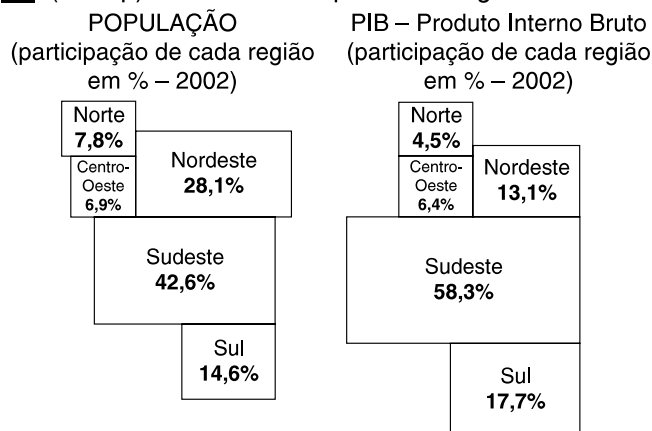 POPULAÇÃO
(participação de cada região
em % – 2002)
Norte
7,8%
Centro-
Oeste
6,9%
Nordeste
28,1%
Sudeste
42,6%
Sul
14,6%
PIB – Produto Interno Bruto
(participação de cada região
em % – 2002)
Norte
4,5%
Centro-
Oeste
6,4%
Nordeste
13,1%
Sudeste
58,3%
Sul
17,7%